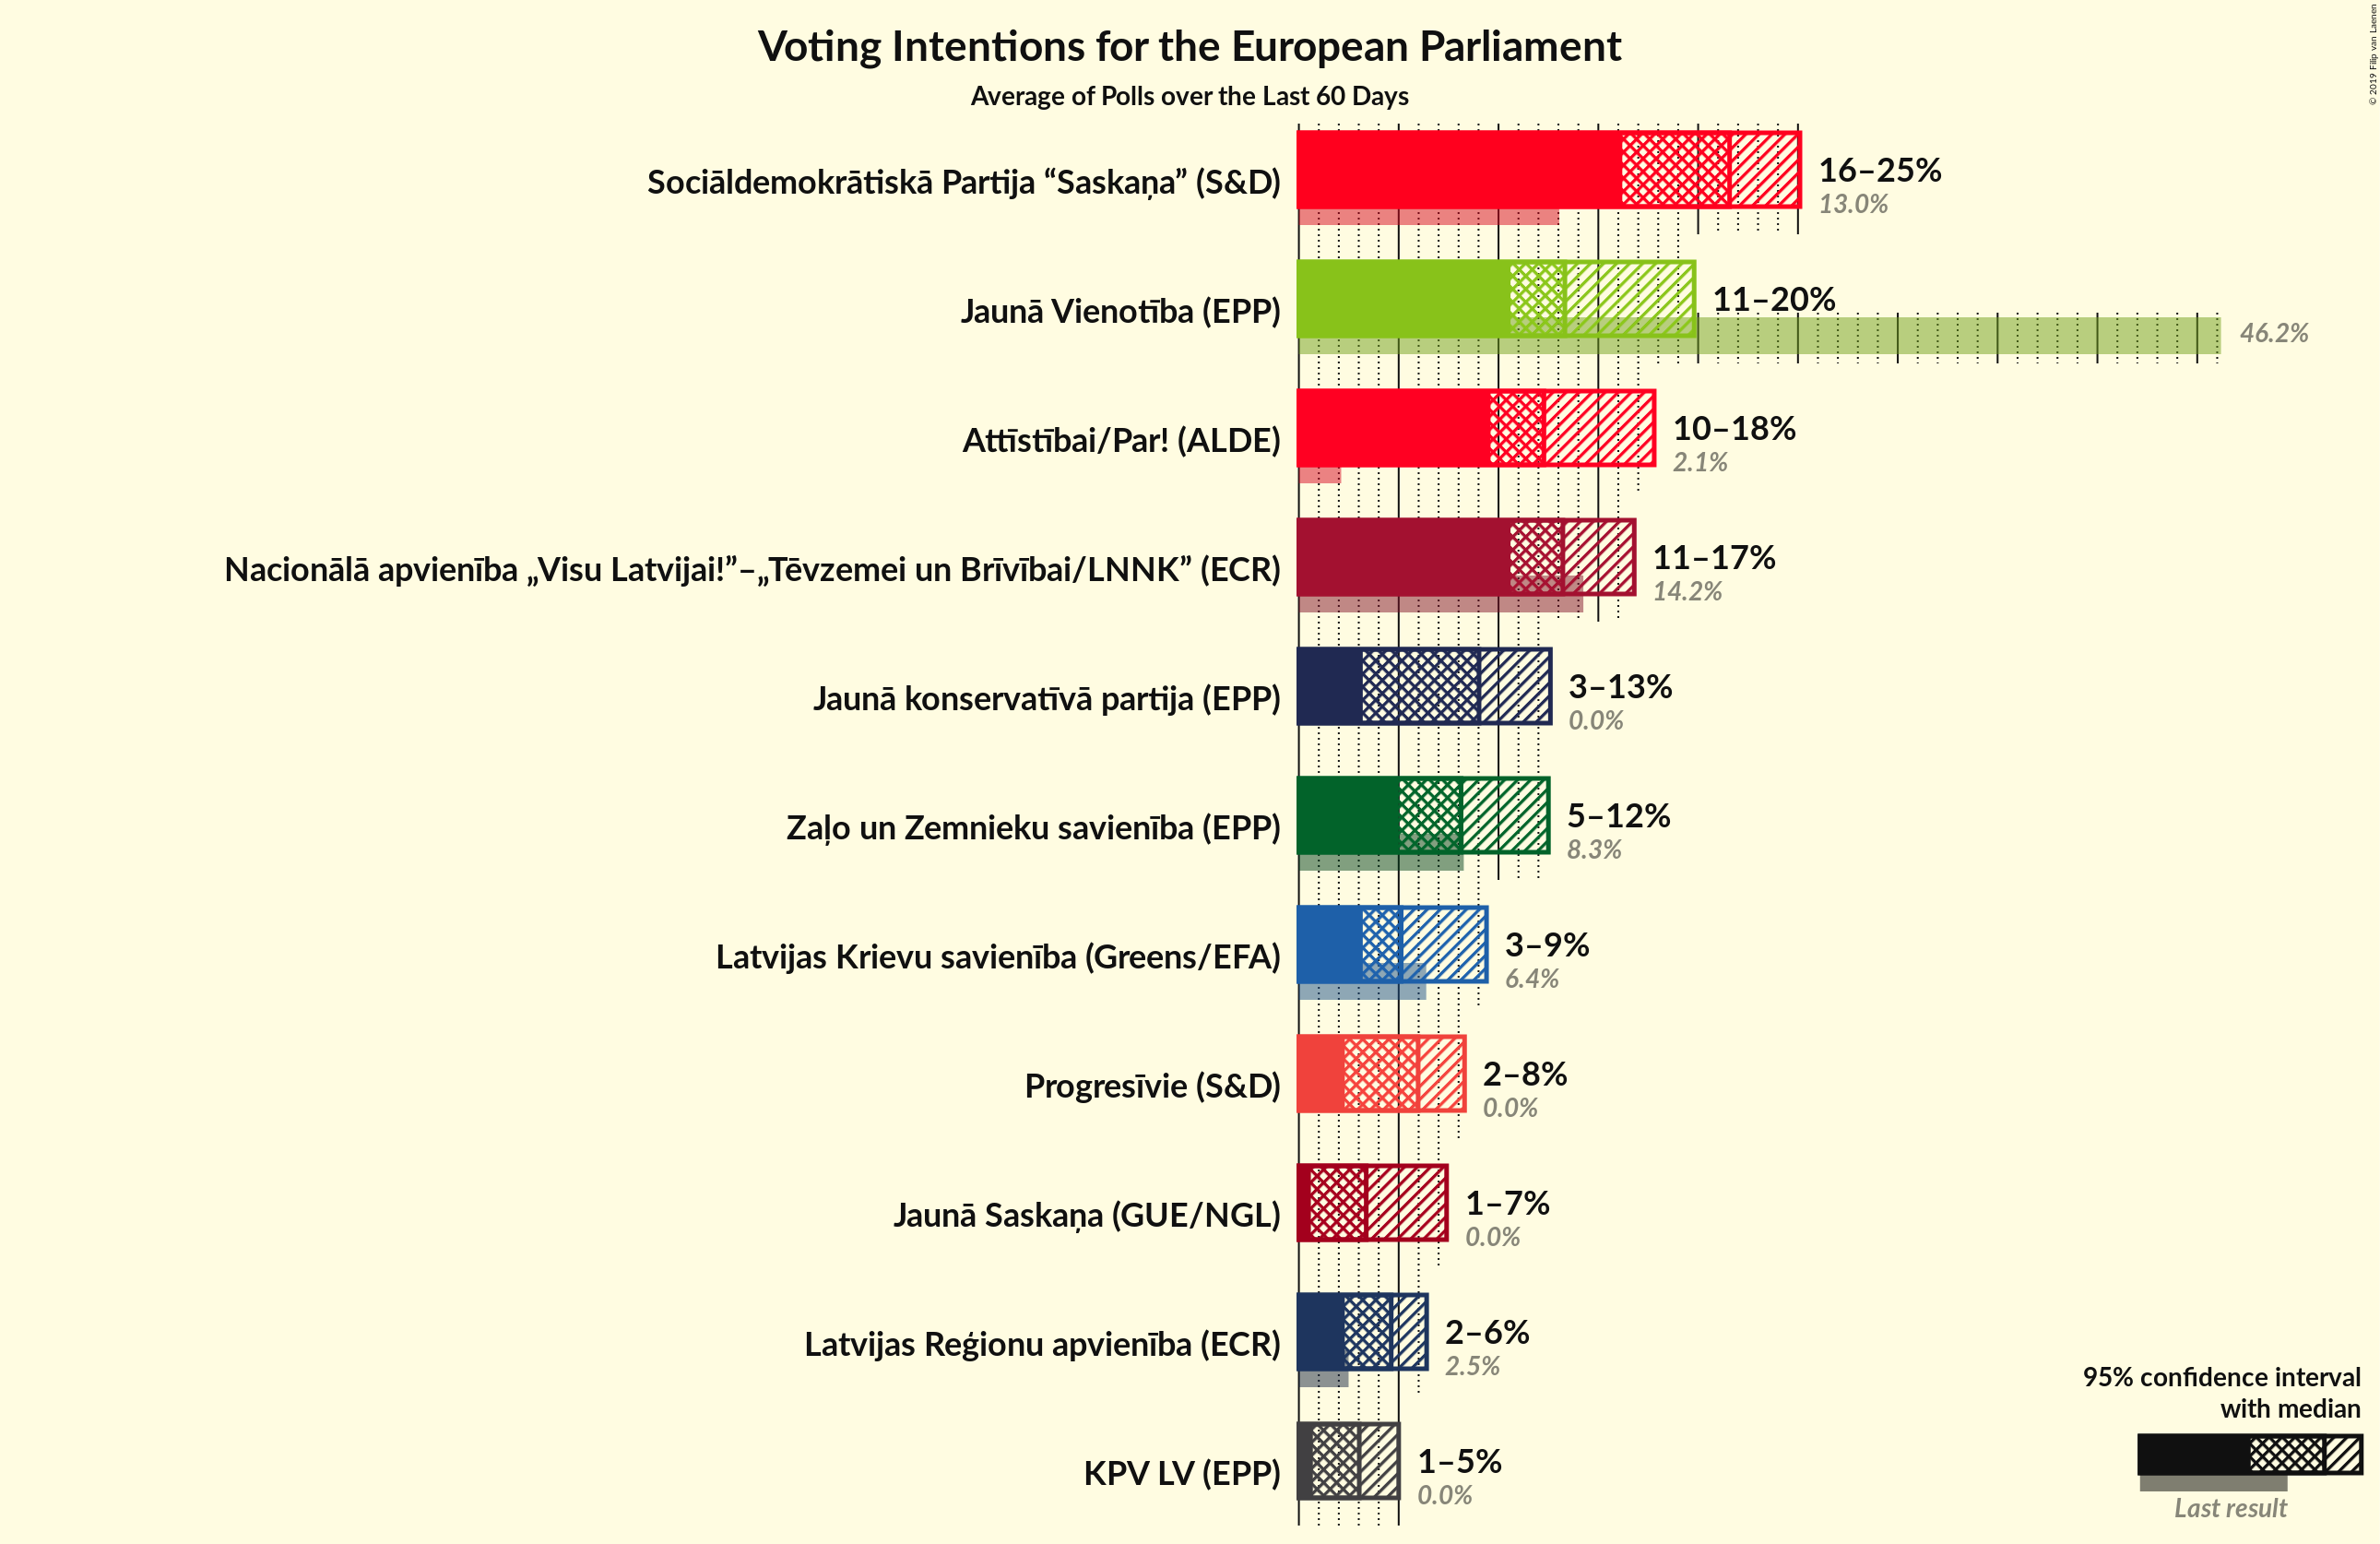 Voting Intentions for the European Parliament
Average of Polls over the Last 60 Days
© 2019 Filip van Laenen
Sociāldemokrātiskā Partija “Saskaņa” (S&D)
16–25%
13.0%
Jaunā Vienotība (EPP)
11–20%
46.2%
Attīstībai/Par! (ALDE)
10–18%
2.1%
Nacionālā apvienība „Visu Latvijai!”–„Tēvzemei un Brīvībai/LNNK” (ECR)
11–17%
14.2%
Jaunā konservatīvā partija (EPP)
3–13%
0.0%
Zaļo un Zemnieku savienība (EPP)
5–12%
8.3%
Latvijas Krievu savienība (Greens/EFA)
3–9%
6.4%
Progresīvie (S&D)
2–8%
0.0%
Jaunā Saskaņa (GUE/NGL)
1–7%
0.0%
Latvijas Reģionu apvienība (ECR)
2–6%
2.5%
KPV LV (EPP)
1–5%
0.0%
95% confidence interval
with median
Last result